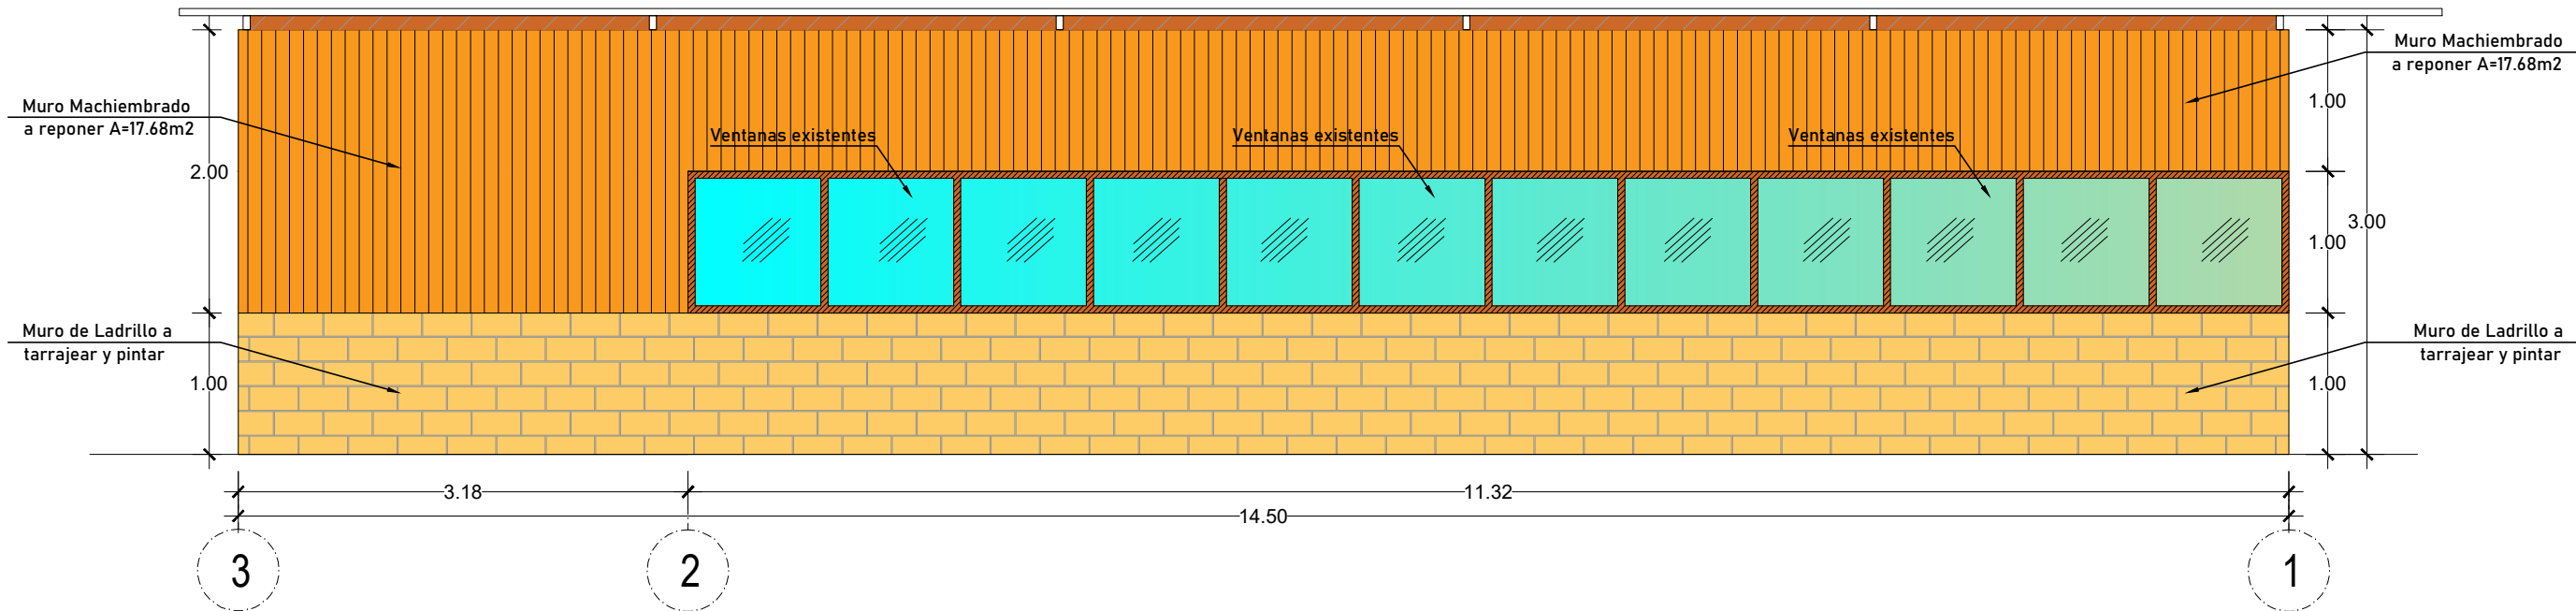 Muro Machiembrado
a reponer A=17.68m2
Muro Machiembrado
a reponer A=17.68m2
1.00
Ventanas existentes
Ventanas existentes
Ventanas existentes
2.00
3.00
1.00
Muro de Ladrillo a
tarrajear y pintar
Muro de Ladrillo a
tarrajear y pintar
1.00
1.00
3.18
11.32
14.50
3
2
1